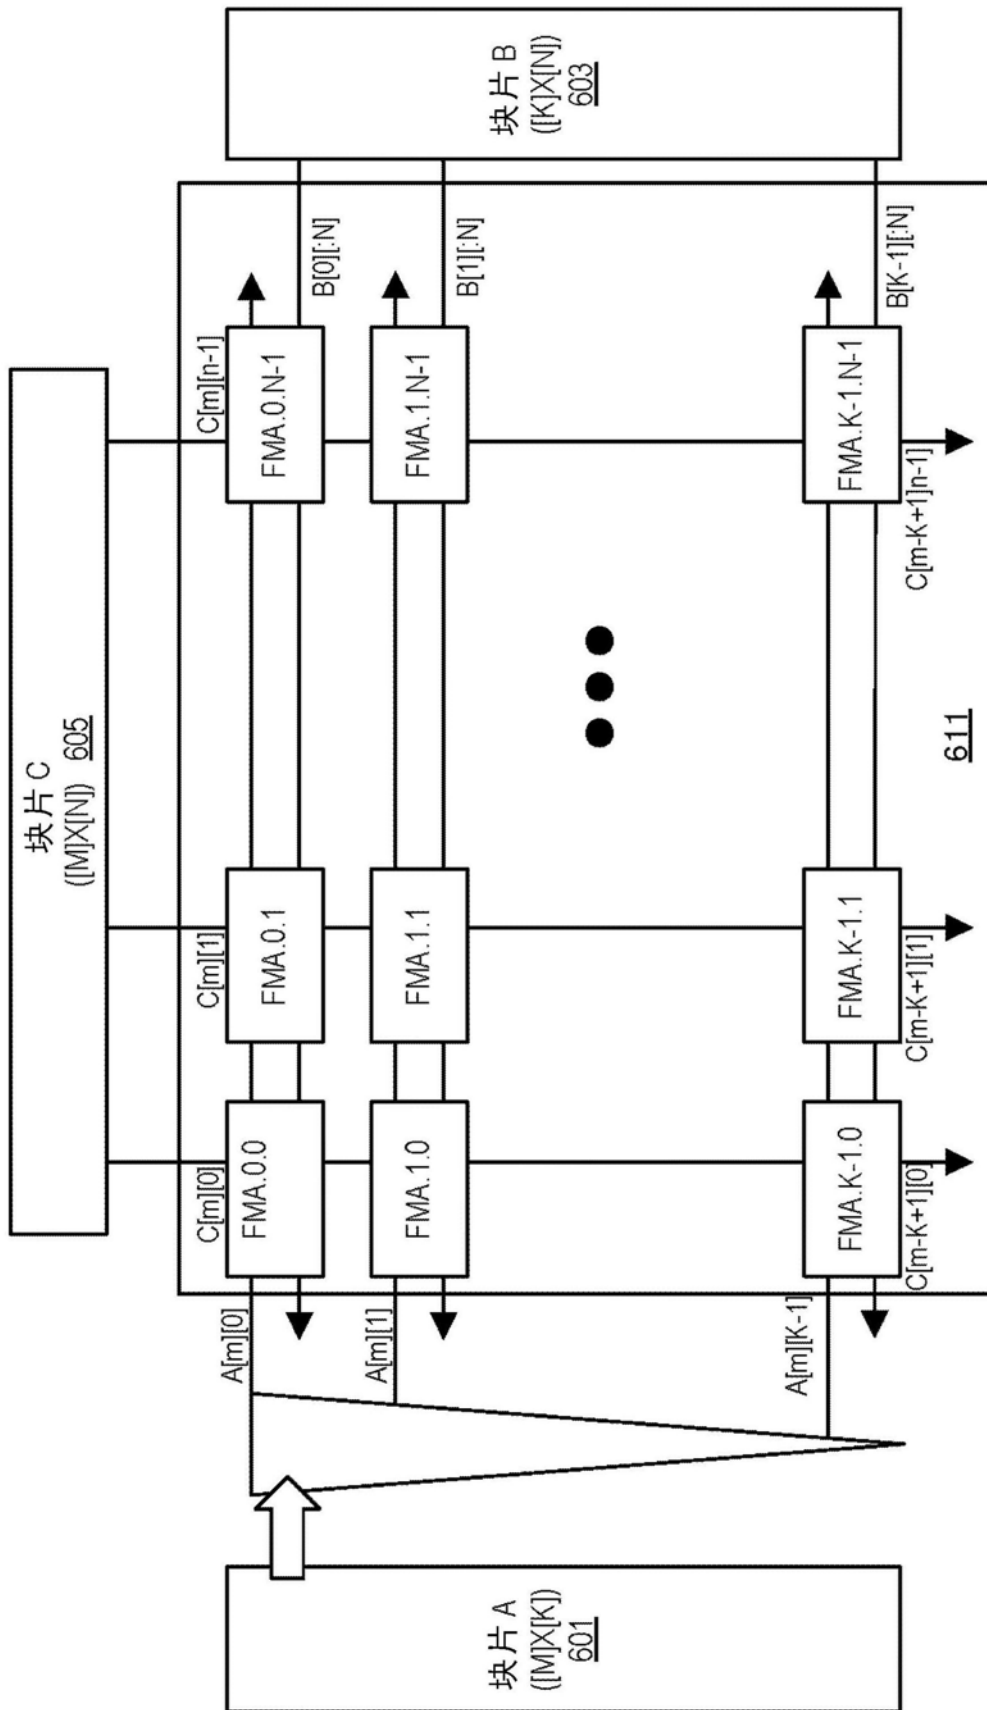 块片 C
([M]X[N]) 605
块片 A
([M]X[K])
601
块片 B
([K]X[N])
603
A[m][0]
C[m][0]
FMA.0.0
C[m][1]
FMA.0.1
C[m][n-1]
FMA.0.N-1
B[0][:N]
A[m][1]
FMA.1.0
FMA.1.1
FMA.1.N-1
B[1][:N]
A[m][K-1]
FMA.K-1.0
FMA.K-1.1
FMA.K-1.N-1
B[K-1][:N]
C[m-K+1][0]
C[m-K+1][1]
C[m-K+1]n-1]
611